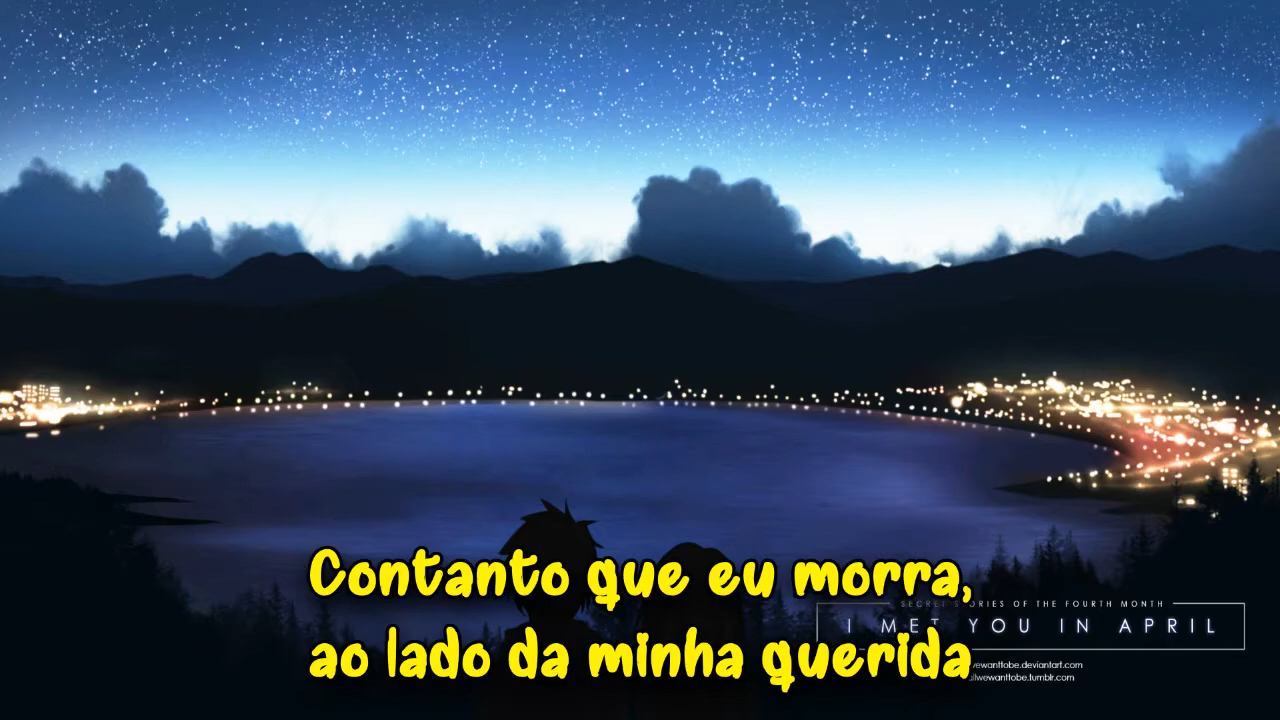 Contanto que eu morra,
SECRET STORIES OF THE FOURTH MONTH
I MET YOU IN APRIL
ao lado da minha querida